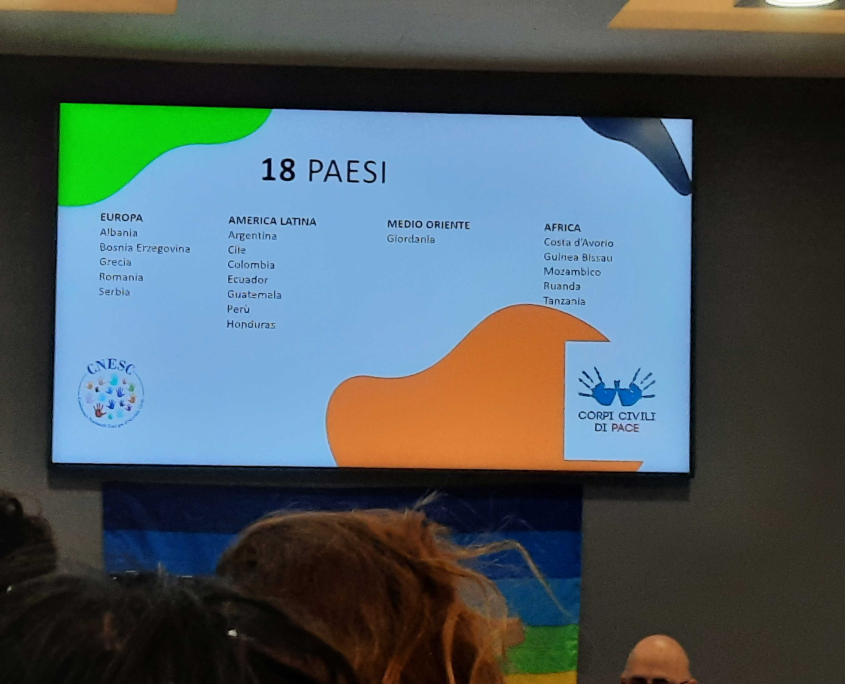 18 PAESI
EUROPA
Albania
Bosnia Erzegovina
Grecia
Romania
Serbia
AMERICA LATINA
Argentina
Cile
Colombia
Ecuador
Guatemala
Perù
Honduras
MEDIO ORIENTE
Giordania
AFRICA
Costa d'Avorio
Guinea Bissau
Mozambico
Ruanda
Tanzania
CNESC
CORPI CIVILI
DI PACE